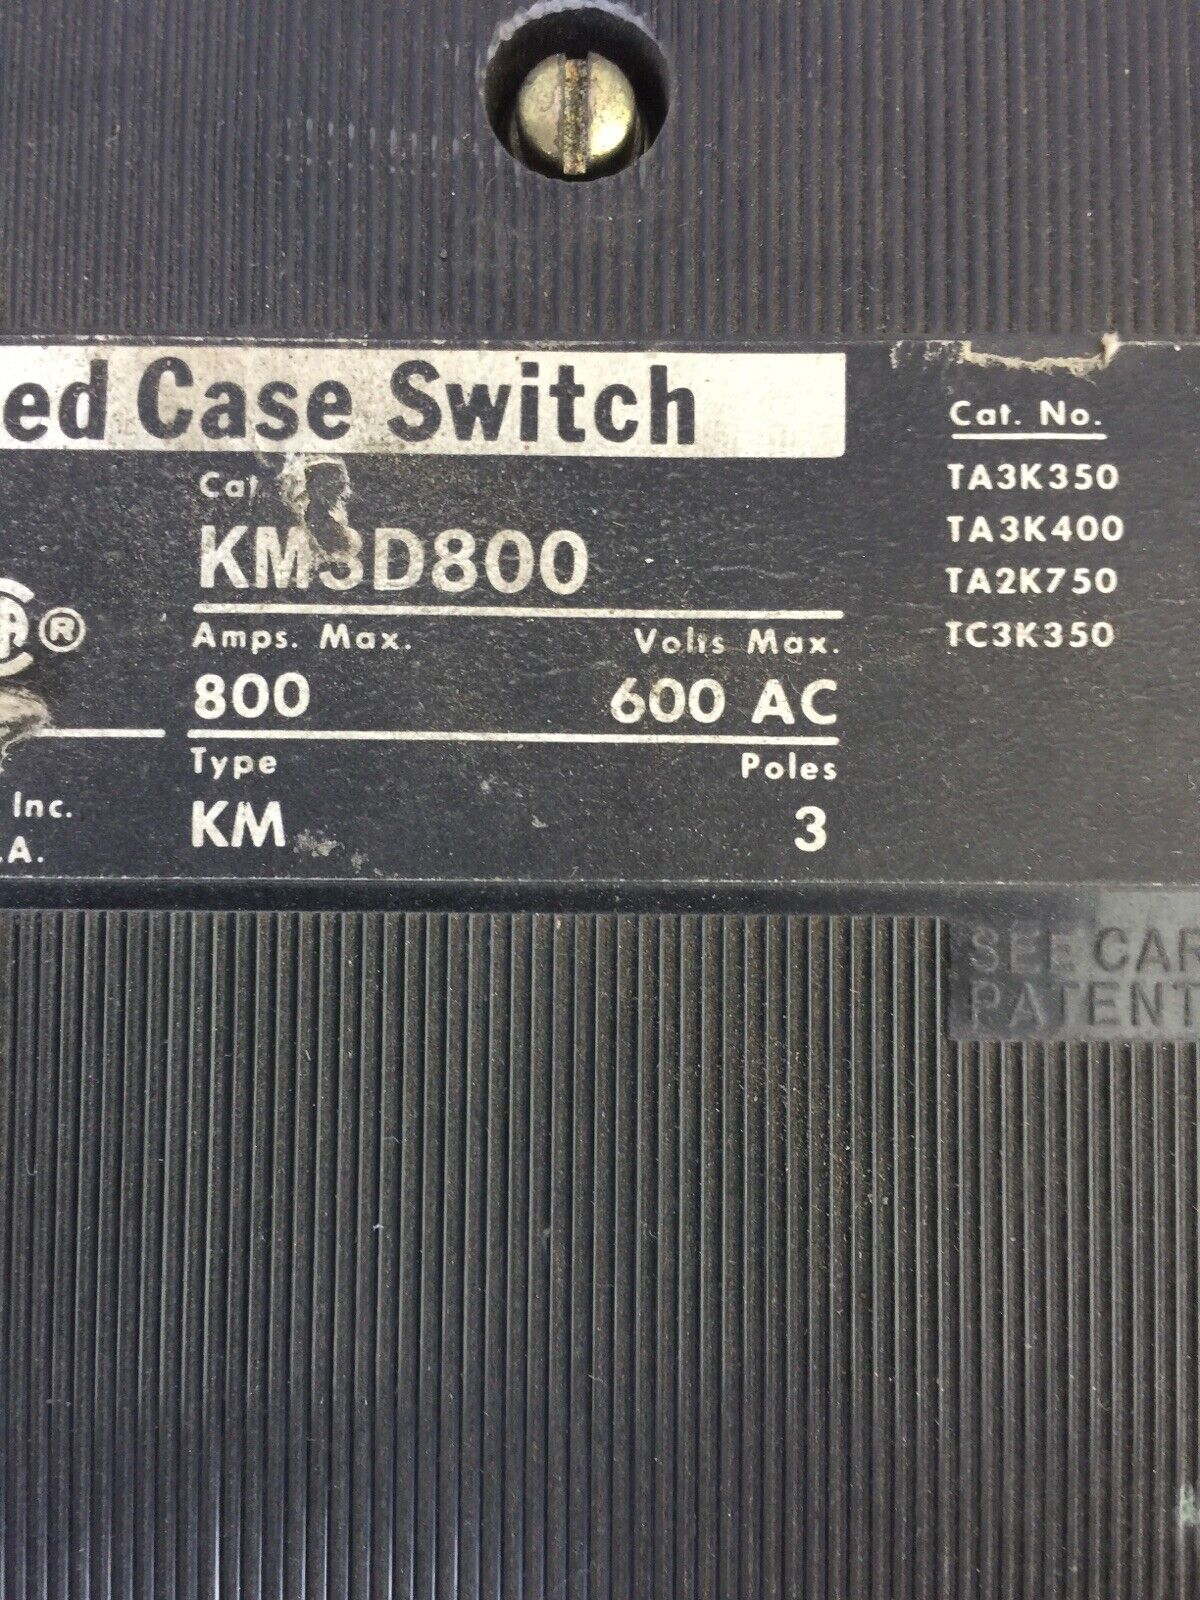 ed Case Switch
Cat. No.
Cat
TA3K350
TA3K400
TA2K750
TC3K350
KM3D800
®
Amps. Max. Volts Max.
800 600 AC
Type Poles
Inc.
.A.
KM 3
SEE CAR
PATENT